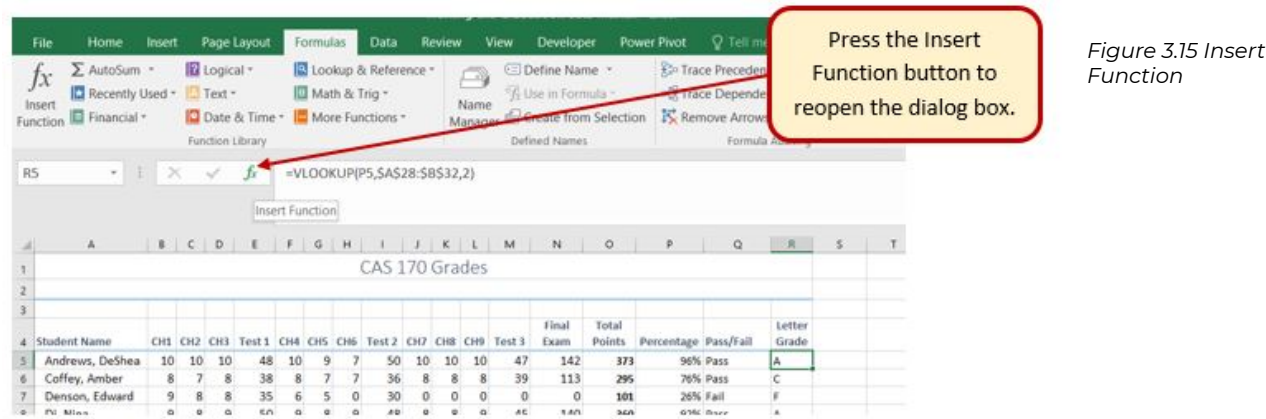 File Home Insert Page Layout Formulas Data Review View Developer Power Pivot Tell me
Press the Insert
Function button to
reopen the dialog box.
Figure 3.15 Insert
Function
fx
Insert
Function
AutoSum
Recently Used
Financial
Logical
Text
Date & Time
Lookup & Reference
Math & Trig
More Functions
Function Library
Name
Manager
Define Name
Use in Formula
Create from Selection
Defined Names
Trace
Trace
Remove Arrows
Formula
R5 fx =VLOOKUP(P5,$A$28:$B$32,2)
Insert Function
A B C D E F G H I J K L M N O P Q R S T
1 CAS 170 Grades
2
3
4 Student Name CH1 CH2 CH3 Test 1 CH4 CH5 CH6 Test 2 CH7 CH8 CH9 Test 3 Final Exam Total Points Percentage Pass/Fail Letter Grade
5 Andrews, DeShea 10 10 10 48 10 9 7 50 10 10 10 47 142 373 96% Pass A
6 Coffey, Amber 8 7 8 38 8 7 7 36 8 8 8 39 113 295 76% Pass C
7 Denson, Edward 9 8 8 35 6 5 0 30 0 0 0 0 0 101 26% Fail F